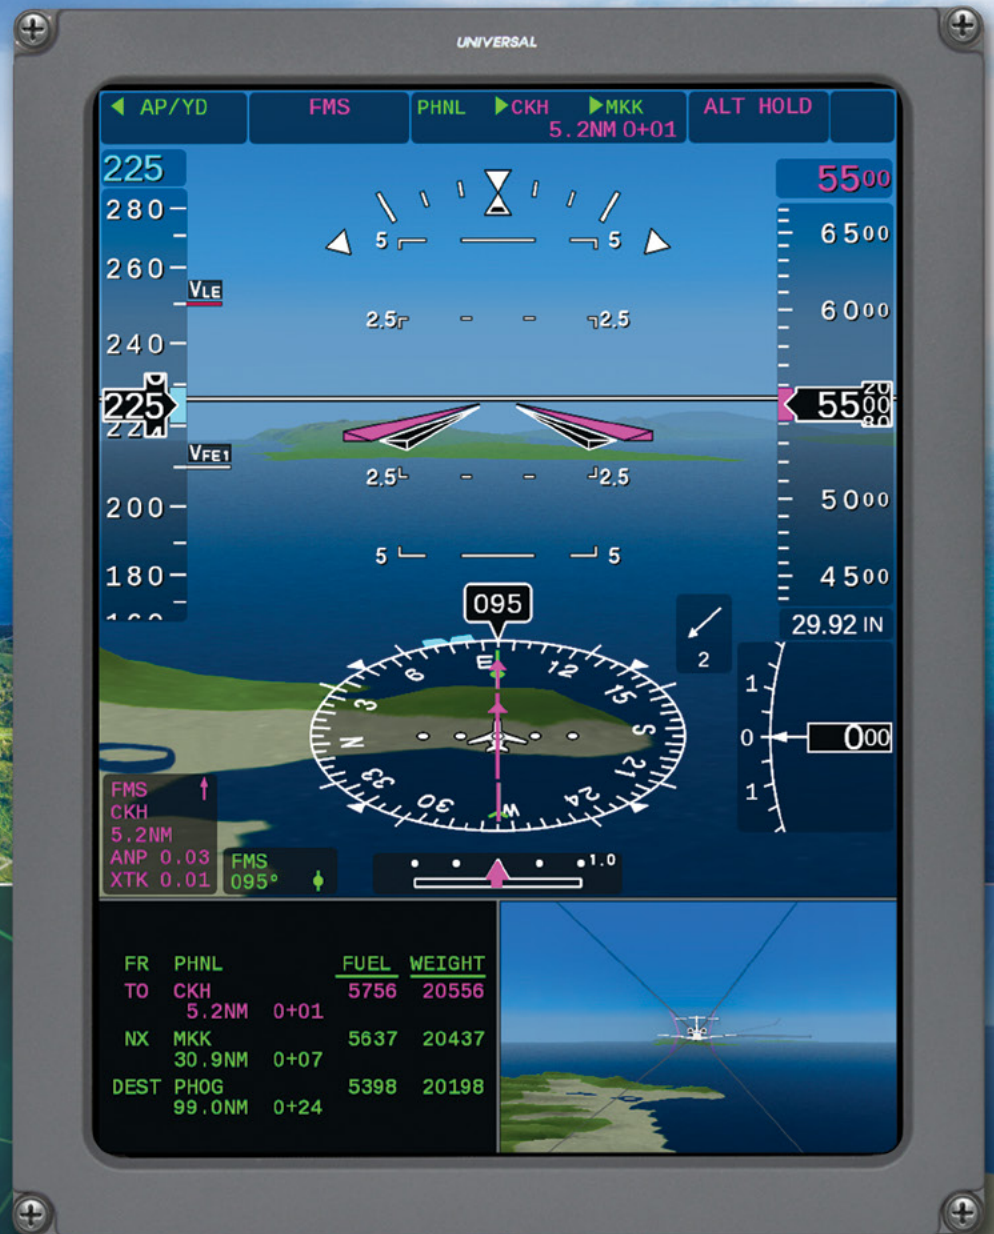 UNIVERSAL
AP/YD FMS PHNL CKH MKK ALT HOLD
5.2NM 0+01
225 5500
280
5 5
6500
260
VLE
2.5 2.5 6000
240
225 5500
VFE1
2.5 2.5
200 5000
5 5
180 4500
095
29.92 IN
2
E 12
6 15
1
3 S
N 0 000
33 21
30 W 24
1
FMS
CKH
5.2NM
ANP 0.03 FMS 1.0
XTK 0.01 095°
FR PHNL FUEL WEIGHT
TO CKH 5756 20556
5.2NM 0+01
NX MKK 5637 20437
30.9NM 0+07
DEST PHOG 5398 20198
99.0NM 0+24